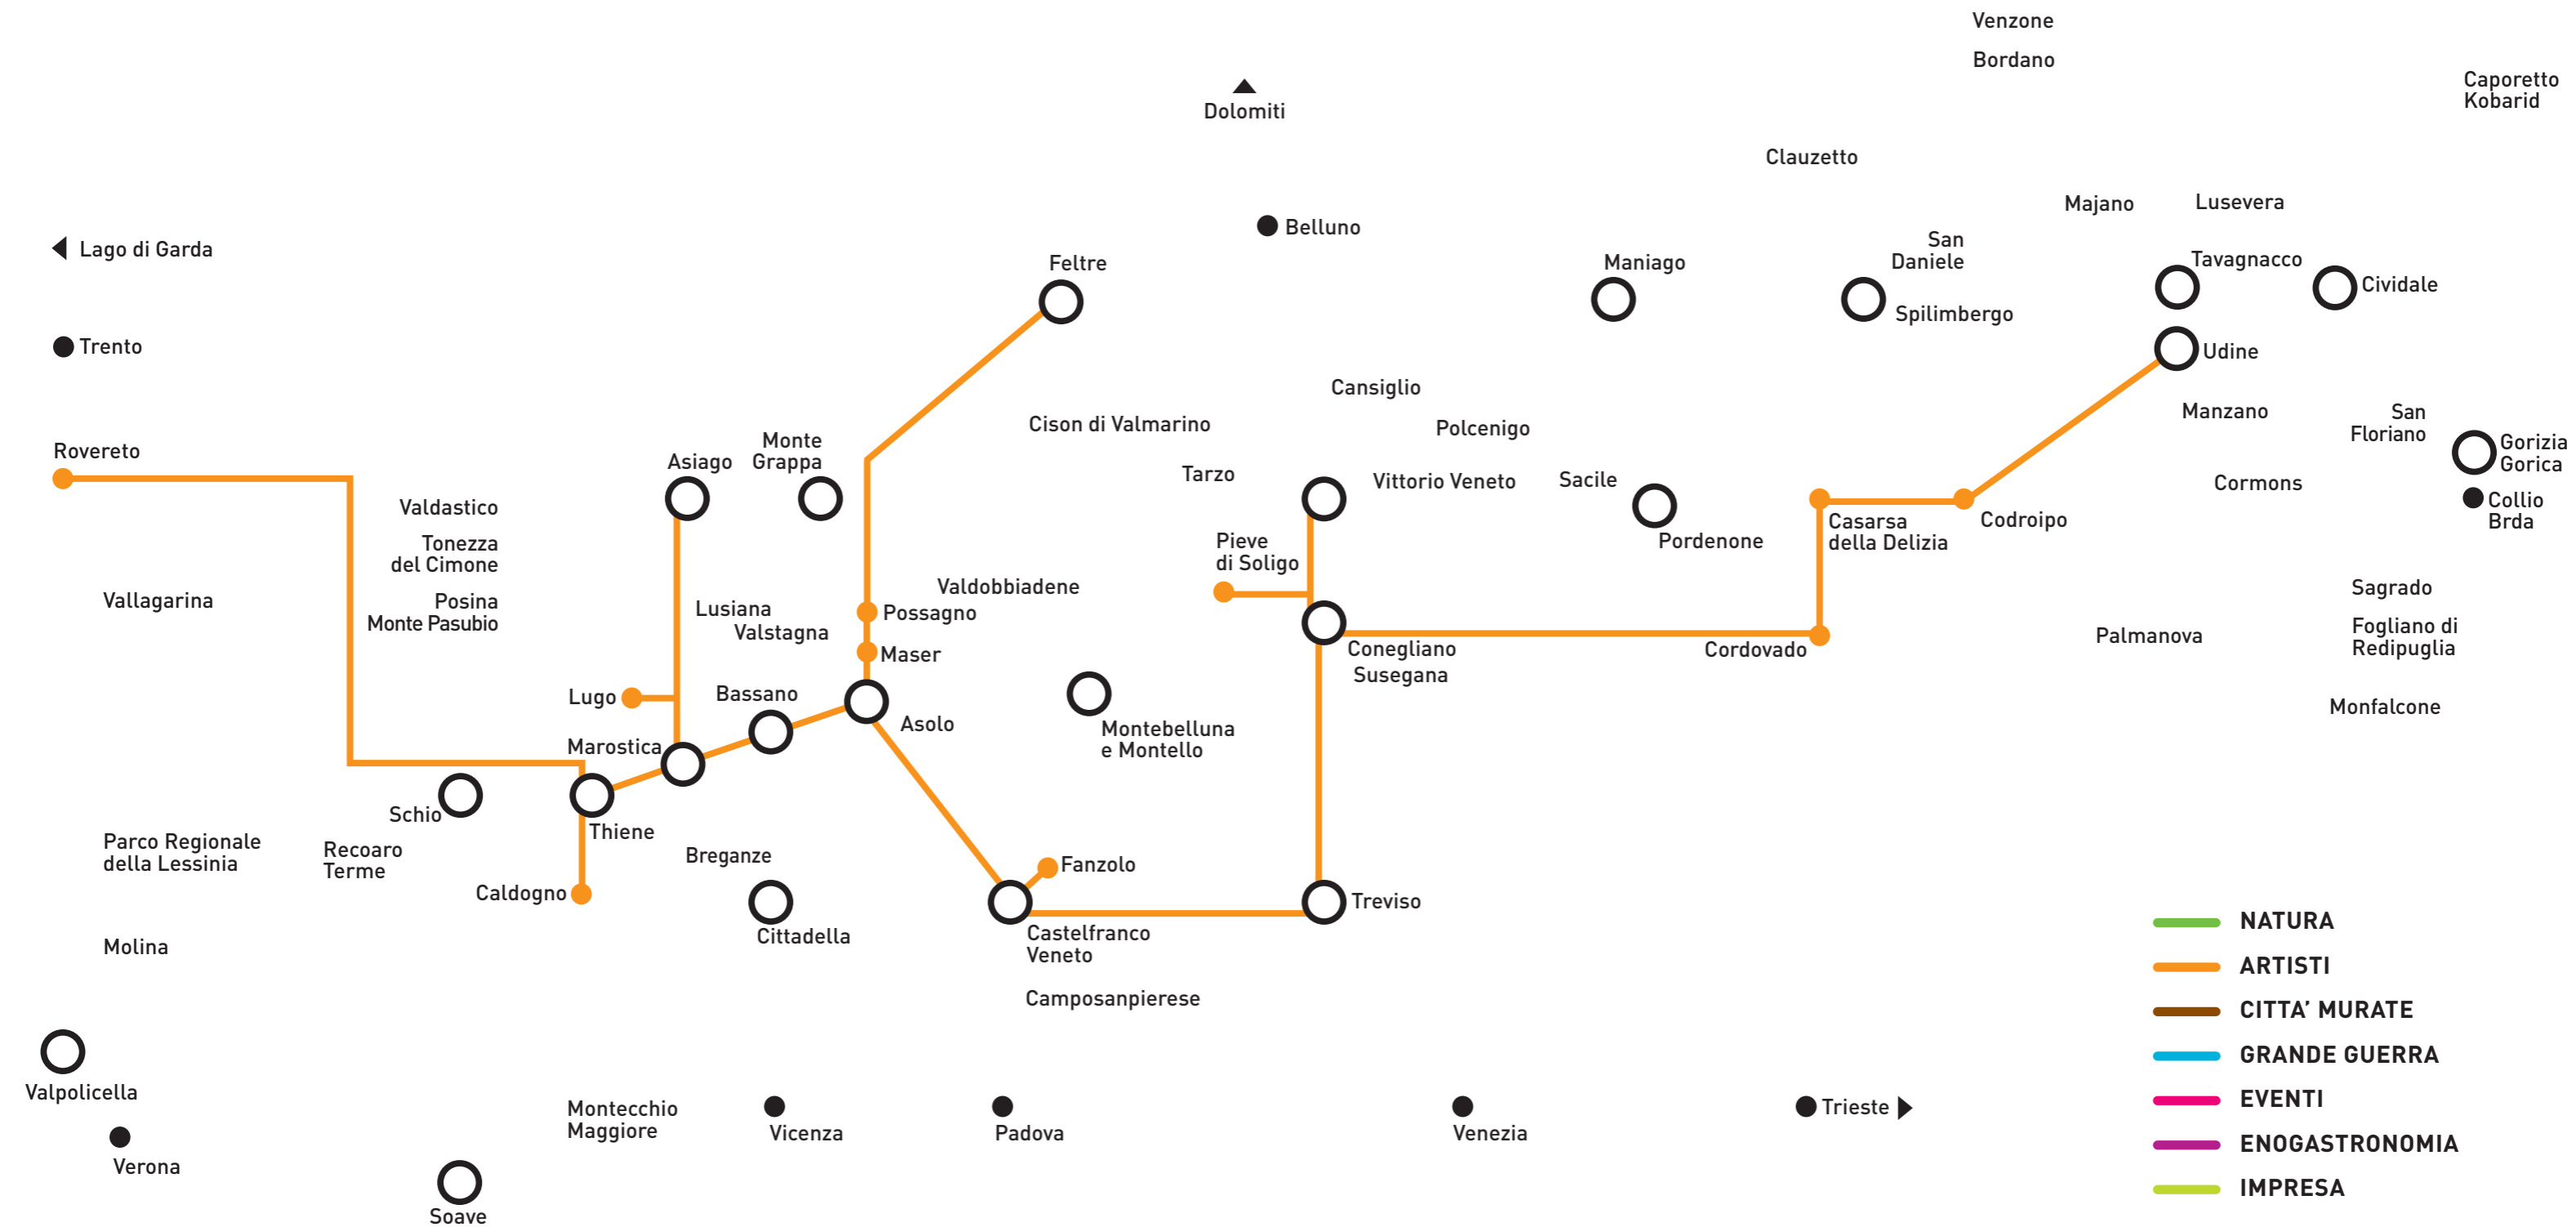 Venzone
Bordano
Caporetto
Kobarid
Dolomiti
Clauzetto
Majano
Lusevera
Belluno
Lago di Garda
San
Daniele
Feltre
Maniago
Tavagnacco
Cividale
Spilimbergo
Trento
Udine
Cansiglio
Cison di Valmarino
Polcenigo
Manzano
San
Floriano
Rovereto
Monte
Grappa
Asiago
Gorizia
Gorica
Tarzo
Vittorio Veneto
Sacile
Cormons
Valdastico
Collio
Brda
Casarsa
della Delizia
Codroipo
Tonezza
del Cimone
Pieve
di Soligo
Pordenone
Vallagarina
Posina
Monte Pasubio
Lusiana
Valstagna
Valdobbiadene
Possagno
Sagrado
Fogliano di
Redipuglia
Palmanova
Maser
Conegliano
Susegana
Cordovado
Lugo
Bassano
Monfalcone
Asolo
Montebelluna
e Montello
Marostica
Schio
Thiene
Parco Regionale
della Lessinia
Recoaro
Terme
Breganze
Fanzolo
Caldogno
Treviso
Cittadella
Castelfranco
Veneto
Molina
Camposanpierese
Valpolicella
Montecchio
Maggiore
Vicenza
Padova
Venezia
Trieste
Verona
Soave
NATURA
ARTISTI
CITTA’ MURATE
GRANDE GUERRA
EVENTI
ENOGASTRONOMIA
IMPRESA